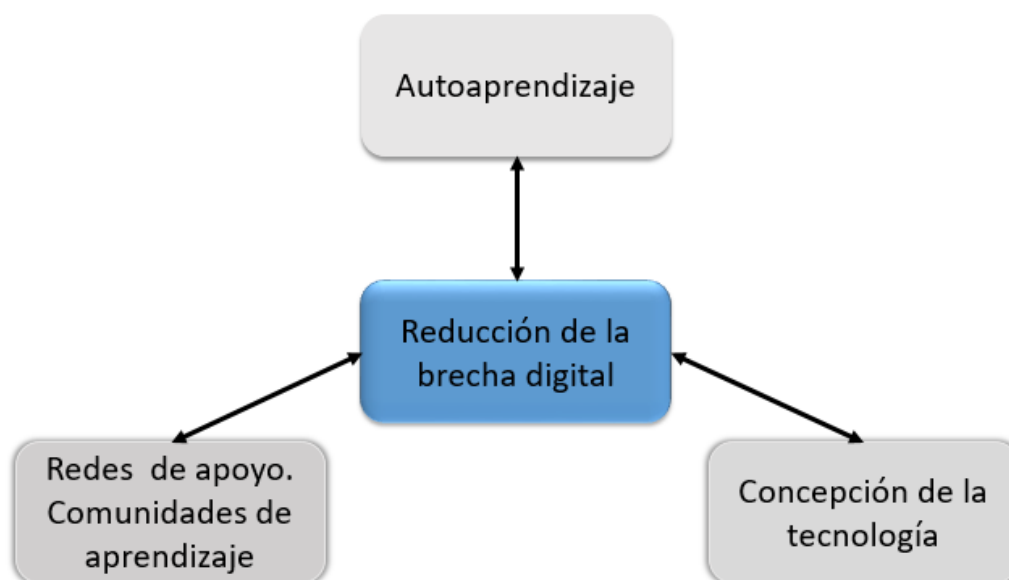 Autoaprendizaje
Reducción de la
brecha digital
Redes de apoyo.
Comunidades de
aprendizaje
Concepción de la
tecnología